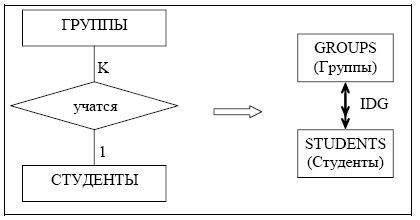 ГРУППЫ
K
учатся
1
СТУДЕНТЫ
GROUPS
(Группы)
IDG
STUDENTS
(Студенты)